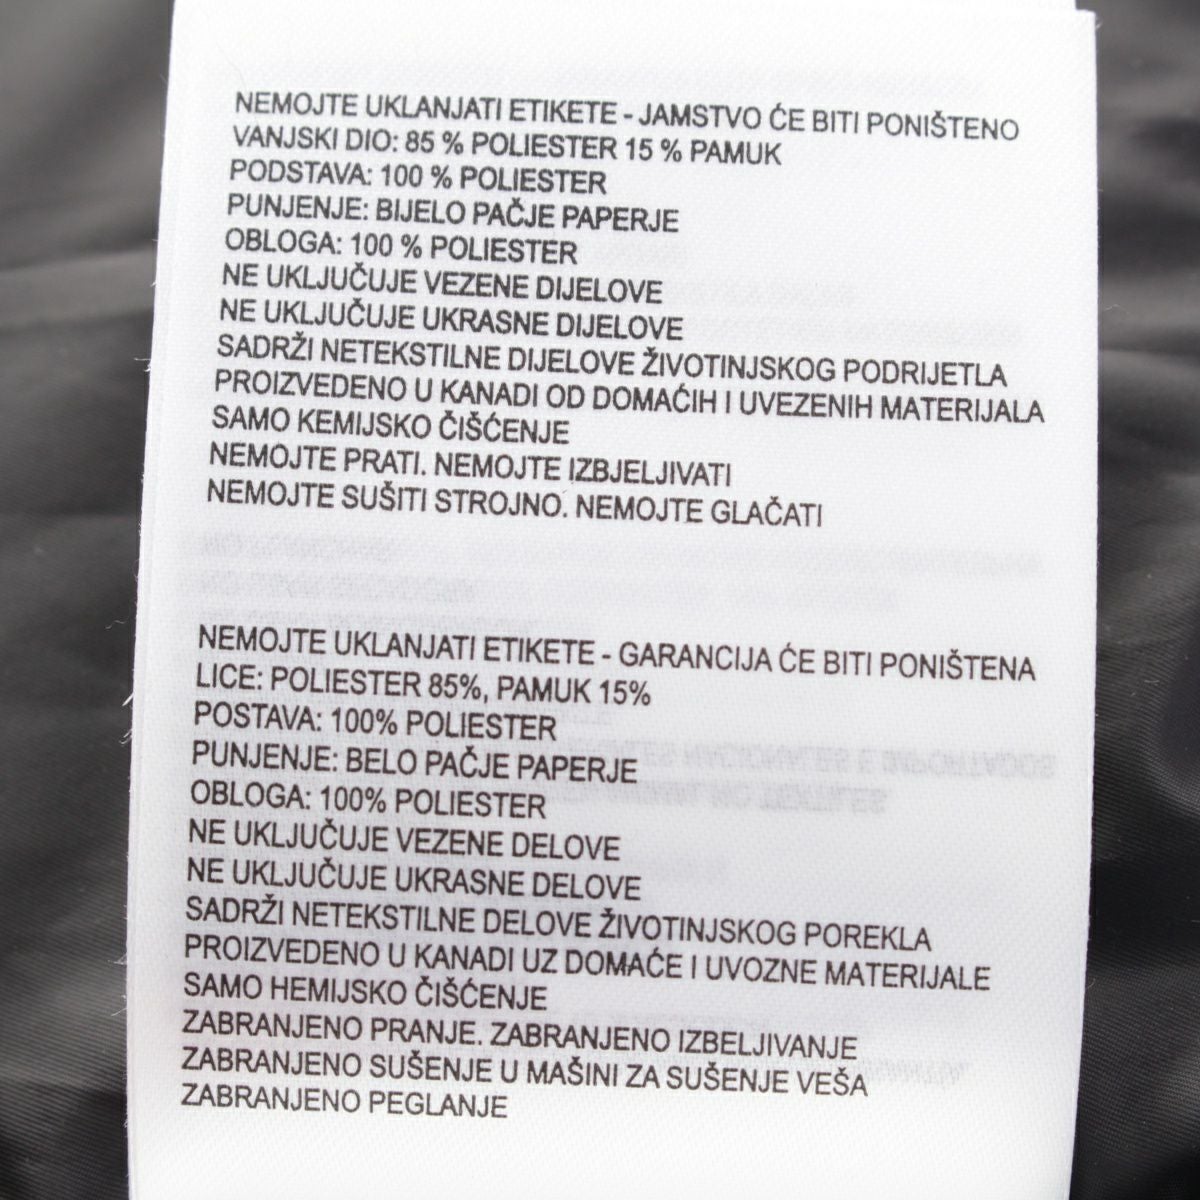 NEMOJTE UKLANJATI ETIKETE - JAMSTVO ĆE BITI PONIŠTENO
VANJSKI DIO: 85 % POLIESTER 15 % PAMUK
PODSTAVA: 100 % POLIESTER
PUNJENJE: BIJELO PAČJE PAPERJE
OBLOGA: 100 % POLIESTER
NE UKLJUČUJE VEZENE DIJELOVE
NE UKLJUČUJE UKRASNE DIJELOVE
SADRŽI NETEKSTILNE DIJELOVE ŽIVOTINJSKOG PODRIJETLA
PROIZVEDENO U KANADI OD DOMAĆIH I UVEZENIH MATERIJALA
SAMO KEMIJSKO ČIŠĆENJE
NEMOJTE PRATI. NEMOJTE IZBJELJIVATI
NEMOJTE SUŠITI STROJNO. NEMOJTE GLAČATI
NEMOJTE UKLANJATI ETIKETE - GARANCIJA ĆE BITI PONIŠTENA
LICE: POLIESTER 85%, PAMUK 15%
POSTAVA: 100% POLIESTER
PUNJENJE: BELO PAČJE PAPERJE
OBLOGA: 100% POLIESTER
NE UKLJUČUJE VEZENE DELOVE
NE UKLJUČUJE UKRASNE DELOVE
SADRŽI NETEKSTILNE DELOVE ŽIVOTINJSKOG POREKLA
PROIZVEDENO U KANADI UZ DOMAĆE I UVOZNE MATERIJALE
SAMO HEMIJSKO ČIŠĆENJE
ZABRANJENO PRANJE. ZABRANJENO IZBELJIVANJE
ZABRANJENO SUŠENJE U MAŠINI ZA SUŠENJE VEŠA
ZABRANJENO PEGLANJE